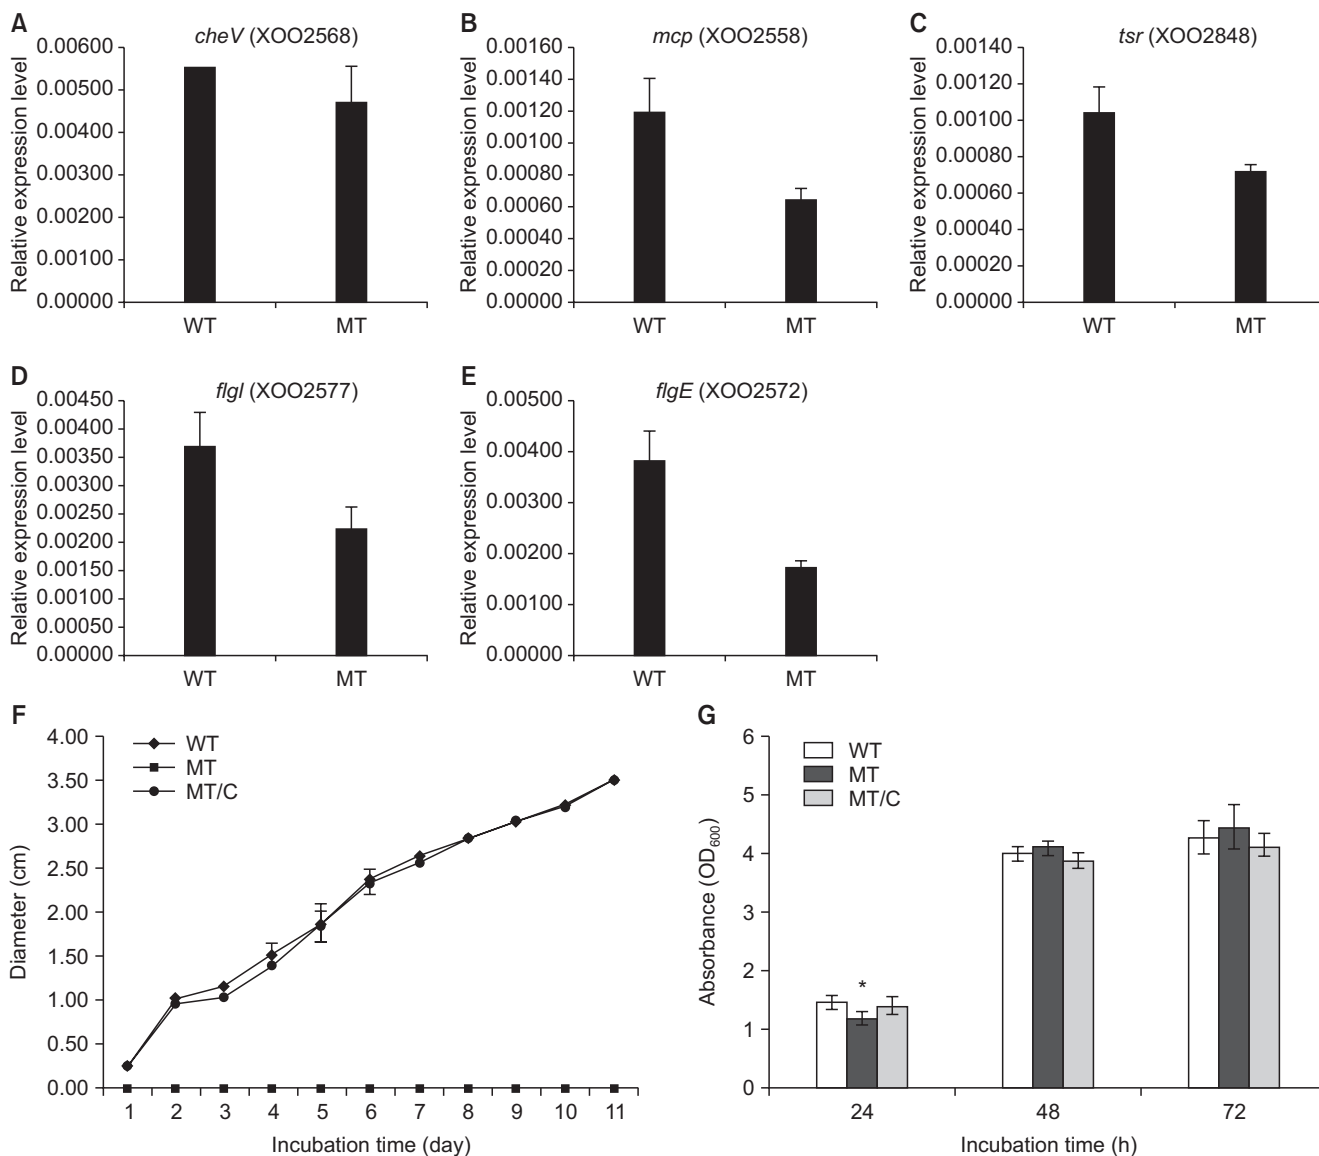 A
cheV (XOO2568)
Relative expression level
0.00600
0.00500
0.00400
0.00300
0.00200
0.00100
0.00000
WT MT
B
mcp (XOO2558)
Relative expression level
0.00160
0.00140
0.00120
0.00100
0.00080
0.00060
0.00040
0.00020
0.00000
WT MT
C
tsr (XOO2848)
Relative expression level
0.00140
0.00120
0.00100
0.00080
0.00060
0.00040
0.00020
0.00000
WT MT
D
flgI (XOO2577)
Relative expression level
0.00450
0.00400
0.00350
0.00300
0.00250
0.00200
0.00150
0.00100
0.00050
0.00000
WT MT
E
flgE (XOO2572)
Relative expression level
0.00500
0.00400
0.00300
0.00200
0.00100
0.00000
WT MT
F
WT
MT
MT/C
Diameter (cm)
4.00
3.50
3.00
2.50
2.00
1.50
1.00
0.50
0.00
1 2 3 4 5 6 7 8 9 10 11
Incubation time (day)
G
WT
MT
MT/C
Absorbance (OD600)
6
5
4
3
2
1
0
*
24 48 72
Incubation time (h)